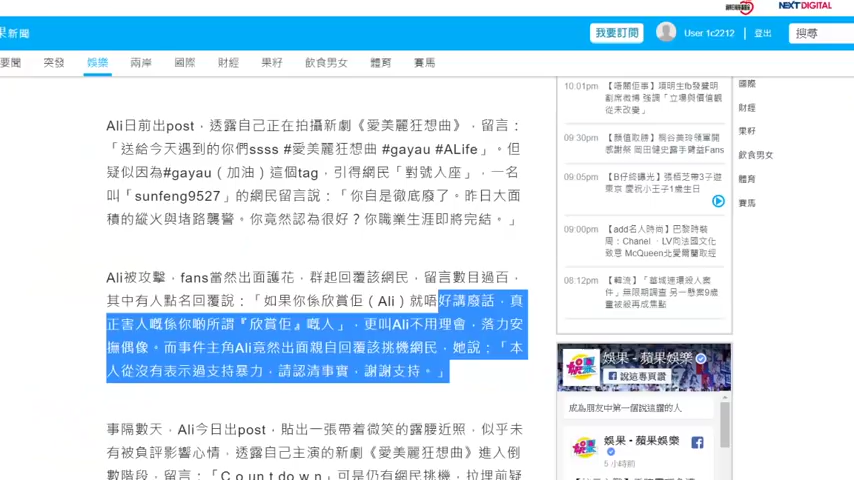 NEXTDIGITAL
果新聞
我要訂閱
User 1c2212
登出
搜尋
要聞 突發 娛樂 兩岸 國際 財經 果籽 飲食男女 體育 賽馬
Ali日前出post，透露自己正在拍攝新劇《愛美麗狂想曲》，留言：
「送給今天遇到的你們ssss #愛美麗狂想曲 #gayau #ALife」。但
疑似因為#gayau（加油）這個tag，引得網民「對號入座」，一名
叫「sunfeng9527」的網民留言說：「你自是徹底廢了。昨日大面
積的縱火與堵路襲警。你竟然認為很好？你職業生涯即將完結。」
Ali被攻擊，fans當然出面護花，群起回覆該網民，留言數目過百，
其中有人點名回覆說：「如果你係欣賞佢（Ali）就唔好講廢話，真
正害人嘅係你啲所謂『欣賞佢』嘅人」，更叫Ali不用理會，落力安
撫偶像。而事件主角Ali竟然出面親自回覆該挑機網民，她說：「本
人從沒有表示過支持暴力，請認清事實，謝謝支持。」
事隔數天，Ali今日出post，貼出一張帶着微笑的露腰近照，似乎未
有被負評影響心情，透露自己主演的新劇《愛美麗狂想曲》進入倒
數階段，留言：「C o u n t d o w n」可是仍有網民挑機，拉埋前疑
10:01pm 【唔關佢事】項明生fb發聲明
割席微博 強調「立場與價值觀
從未改變」
09:30pm 【顏值取勝】桐谷美玲領軍開
感謝祭 岡田健史露手臂益Fans
09:05pm 【B仔終曝光】張栢芝帶3子遊
東京 慶祝小王子1歲生日
09:00pm 【add名人時尚】巴黎時裝
周：Chanel、LV向法國文化
致意 McQueen北愛爾蘭取經
08:12pm 【韓流】「華城連環殺人案
件」無限期調查 另一懸案9歲
童被殺再成焦點
國際
財經
果籽
飲食男女
體育
賽馬
娛果 - 蘋果娛樂
說這專頁讚
成為朋友中第一個說這讚的人
娛果 - 蘋果娛樂
5 小時前